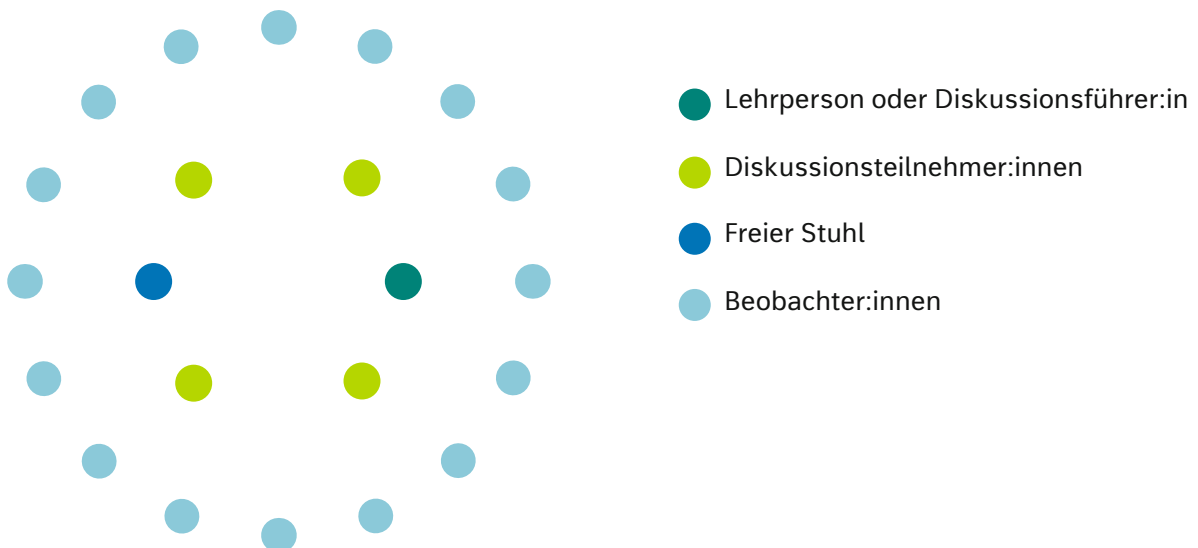 Lehrperson oder Diskussionsführer:in
Diskussionsteilnehmer:innen
Freier Stuhl
Beobachter:innen